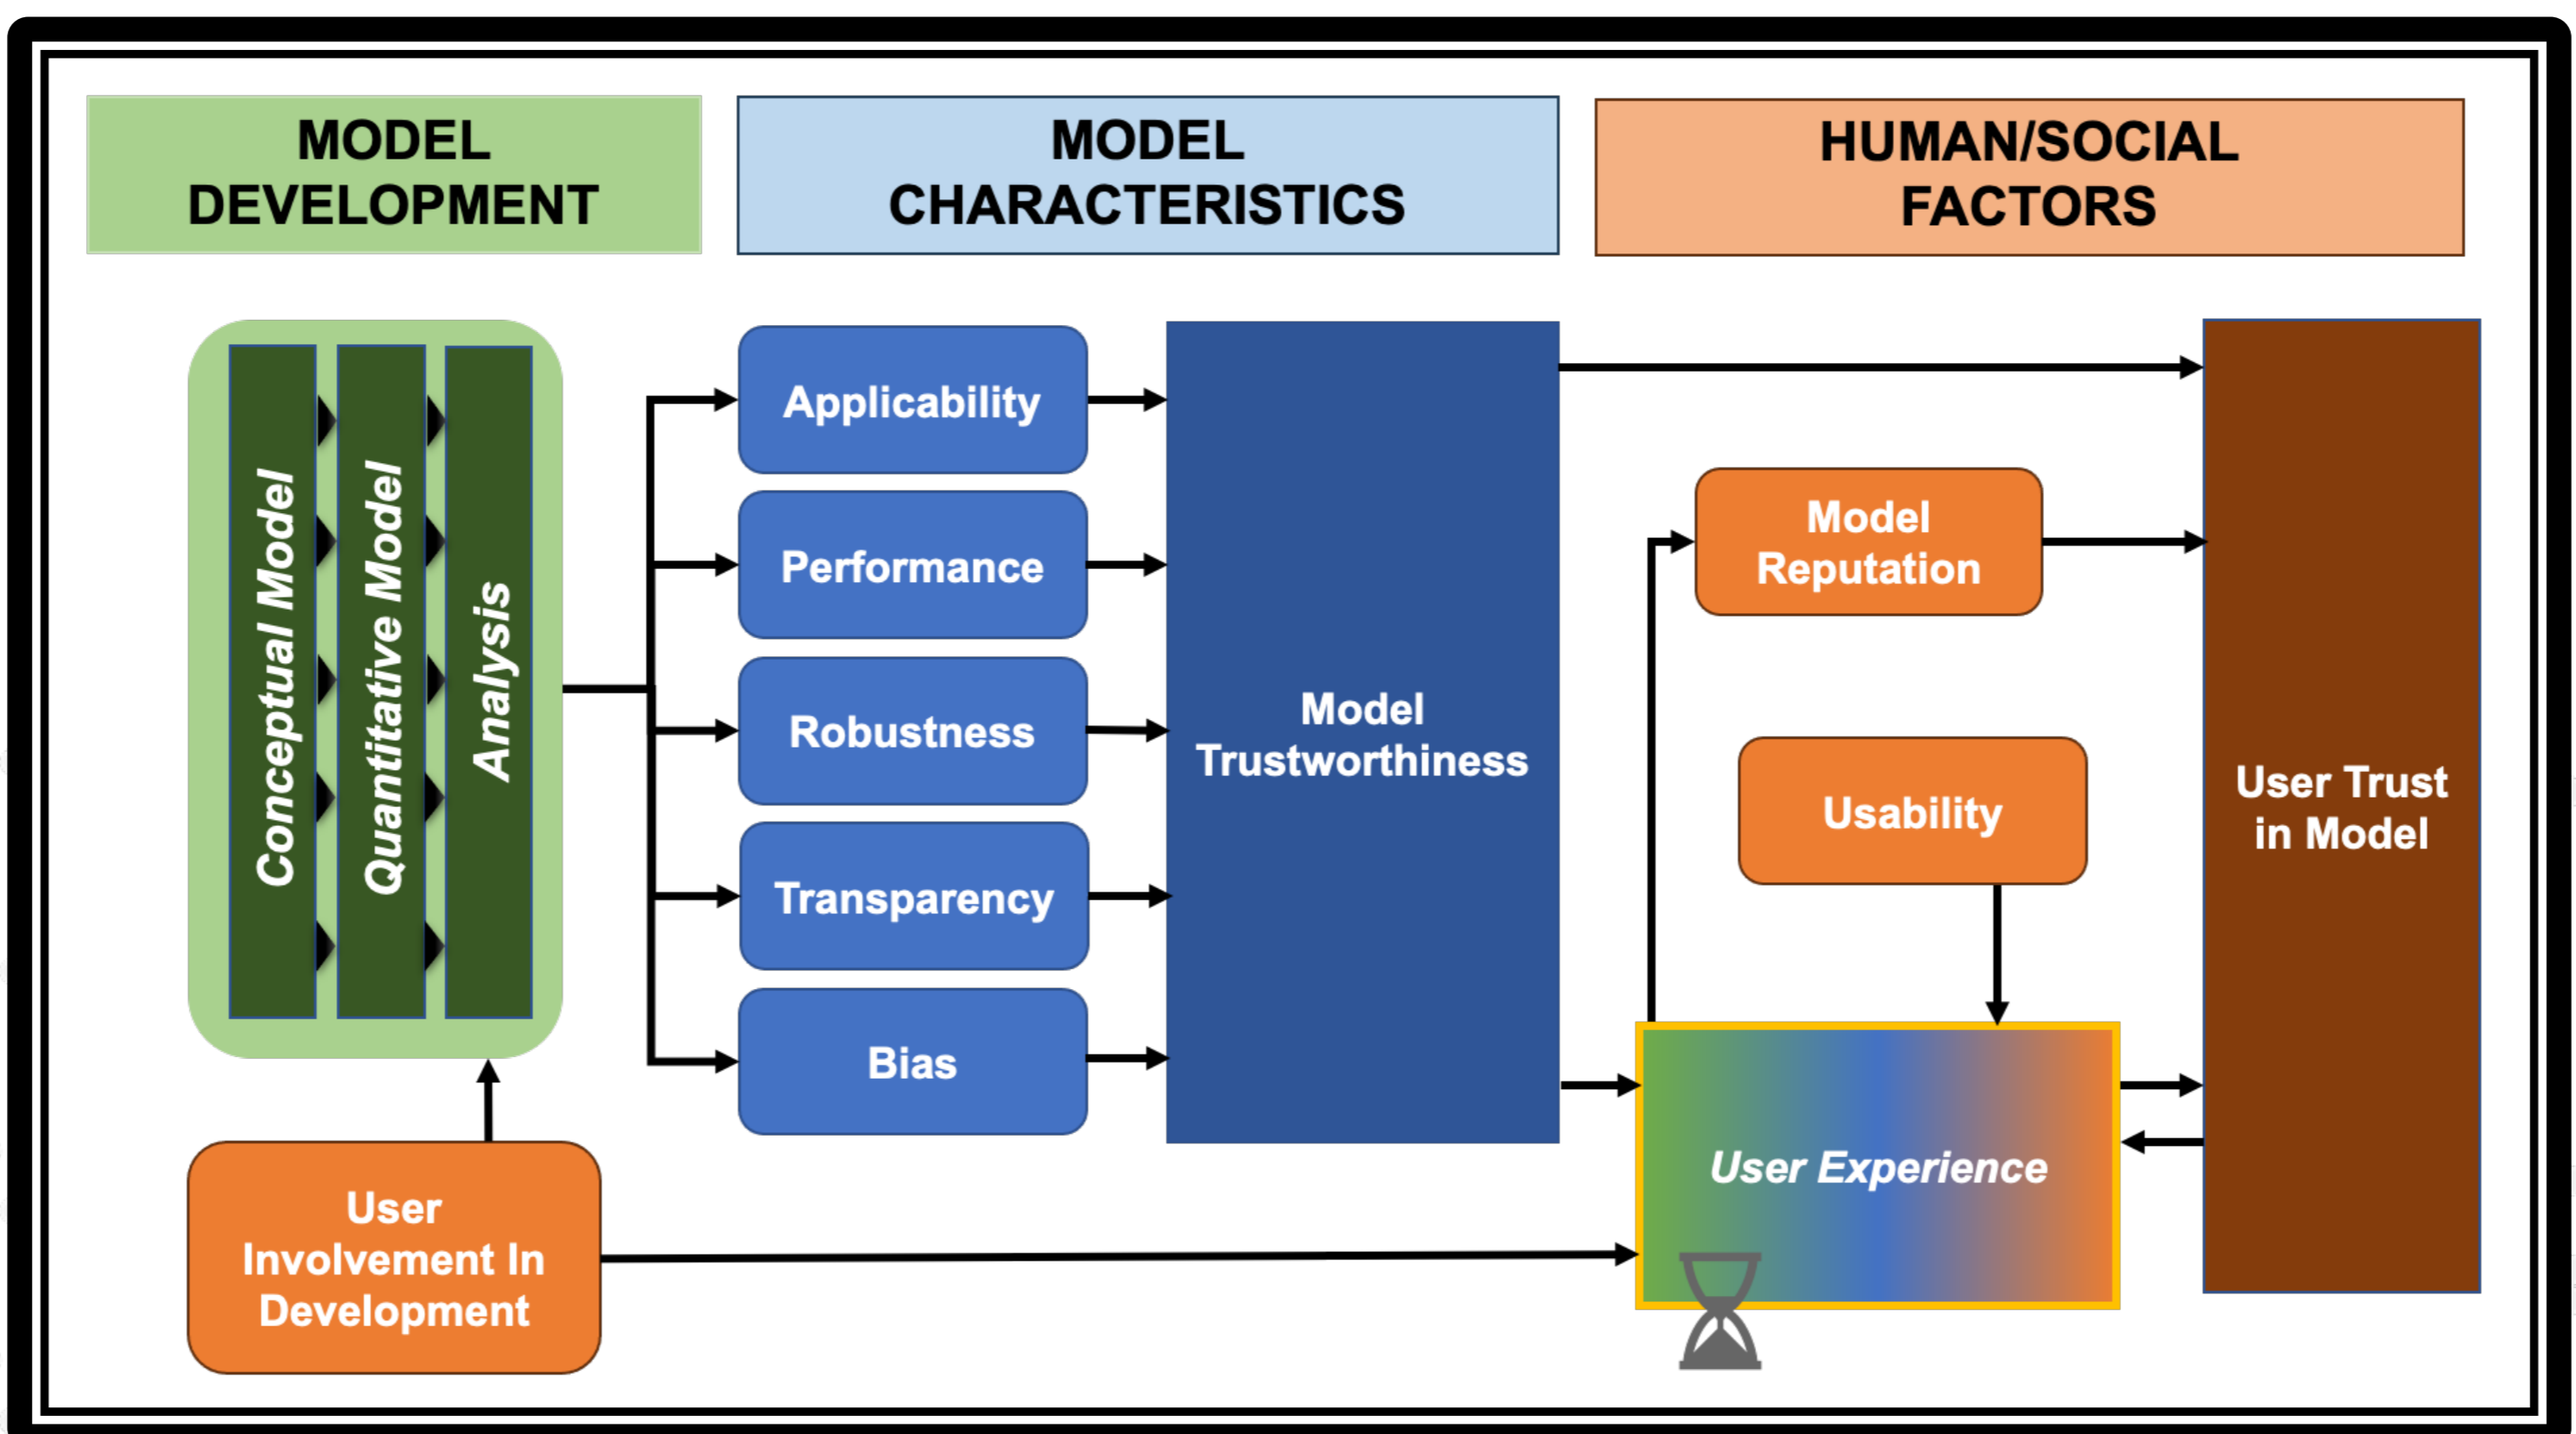 MODEL
DEVELOPMENT
MODEL
CHARACTERISTICS
HUMAN/SOCIAL
FACTORS
Conceptual Model
Quantitative Model
Analysis
Applicability
Performance
Robustness
Transparency
Bias
Model
Trustworthiness
Model
Reputation
Usability
User Experience
User Trust
in Model
User
Involvement In
Development